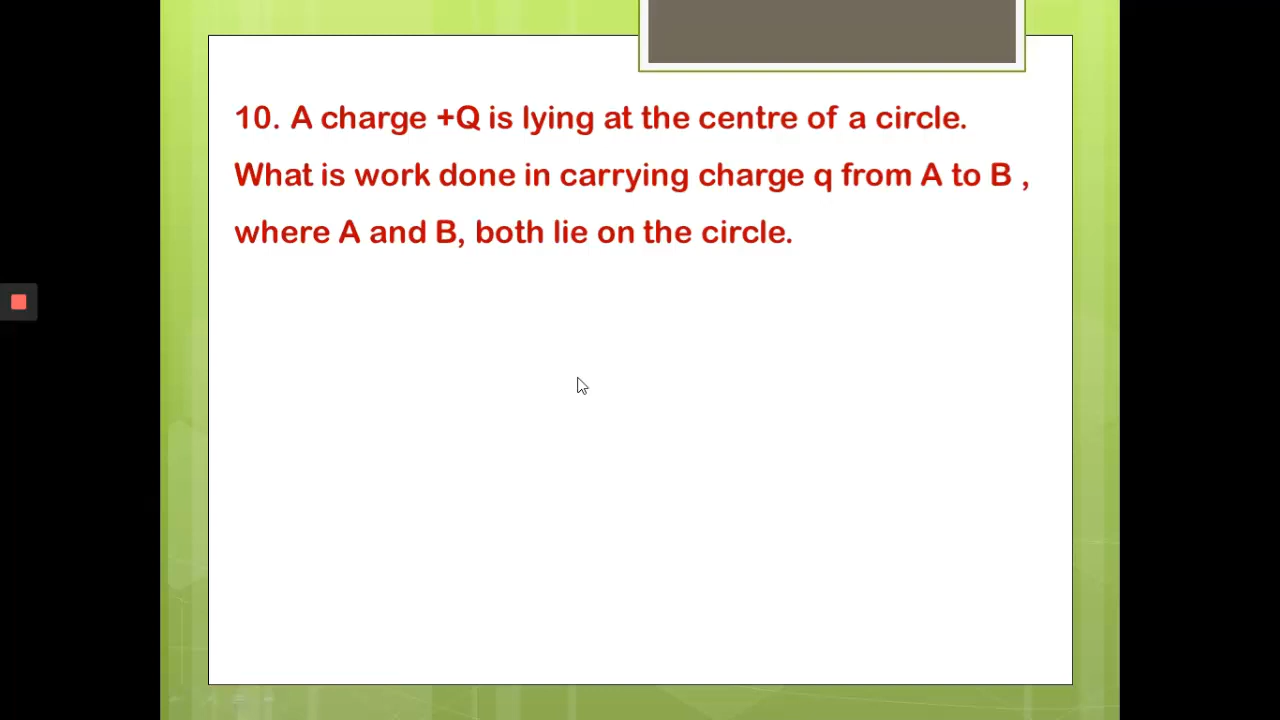 10. A charge +Q is lying at the centre of a circle.
What is work done in carrying charge q from A to B ,
where A and B, both lie on the circle.